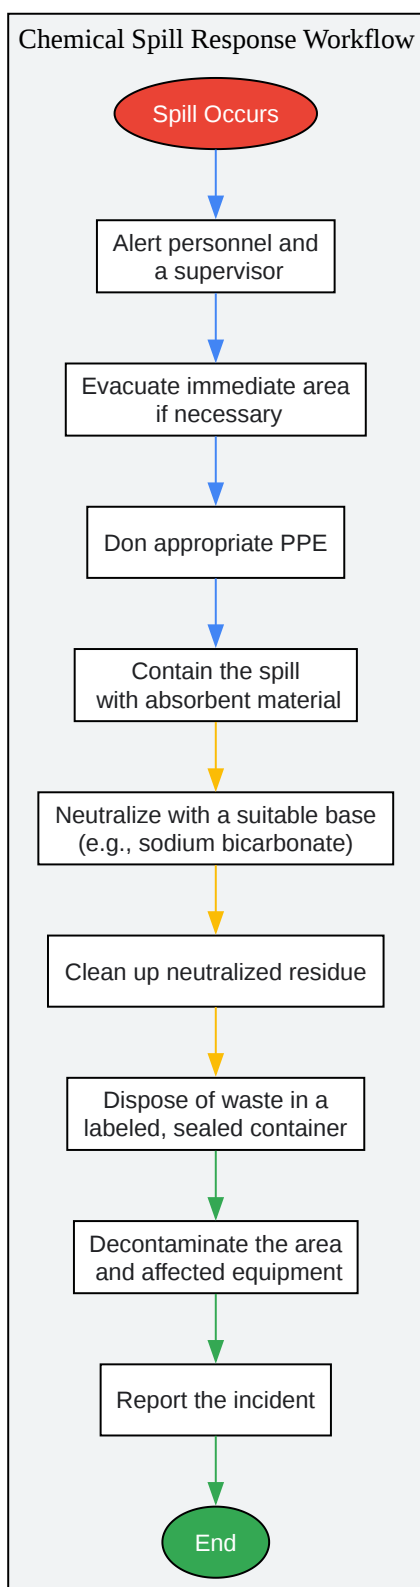 Chemical Spill Response Workflow
Spill Occurs
Alert personnel and
a supervisor
Evacuate immediate area
if necessary
Don appropriate PPE
Contain the spill
with absorbent material
Neutralize with a suitable base
(e.g., sodium bicarbonate)
Clean up neutralized residue
Dispose of waste in a
labeled, sealed container
Decontaminate the area
and affected equipment
Report the incident
End